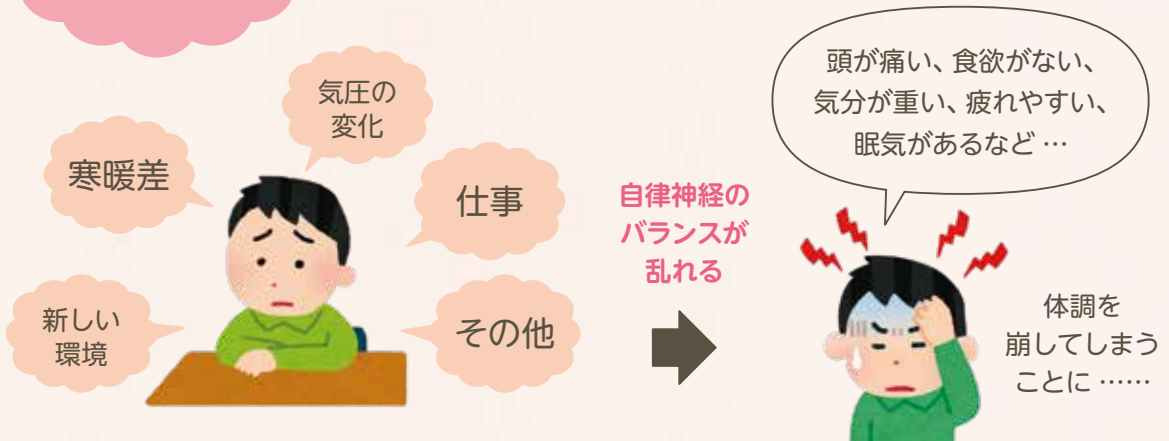 気圧の
変化
寒暖差
仕事
新しい
環境
その他
自律神経の
バランスが
乱れる
頭が痛い、食欲がない、
気分が重い、疲れやすい、
眠気があるなど…
体調を
崩してしまう
ことに……